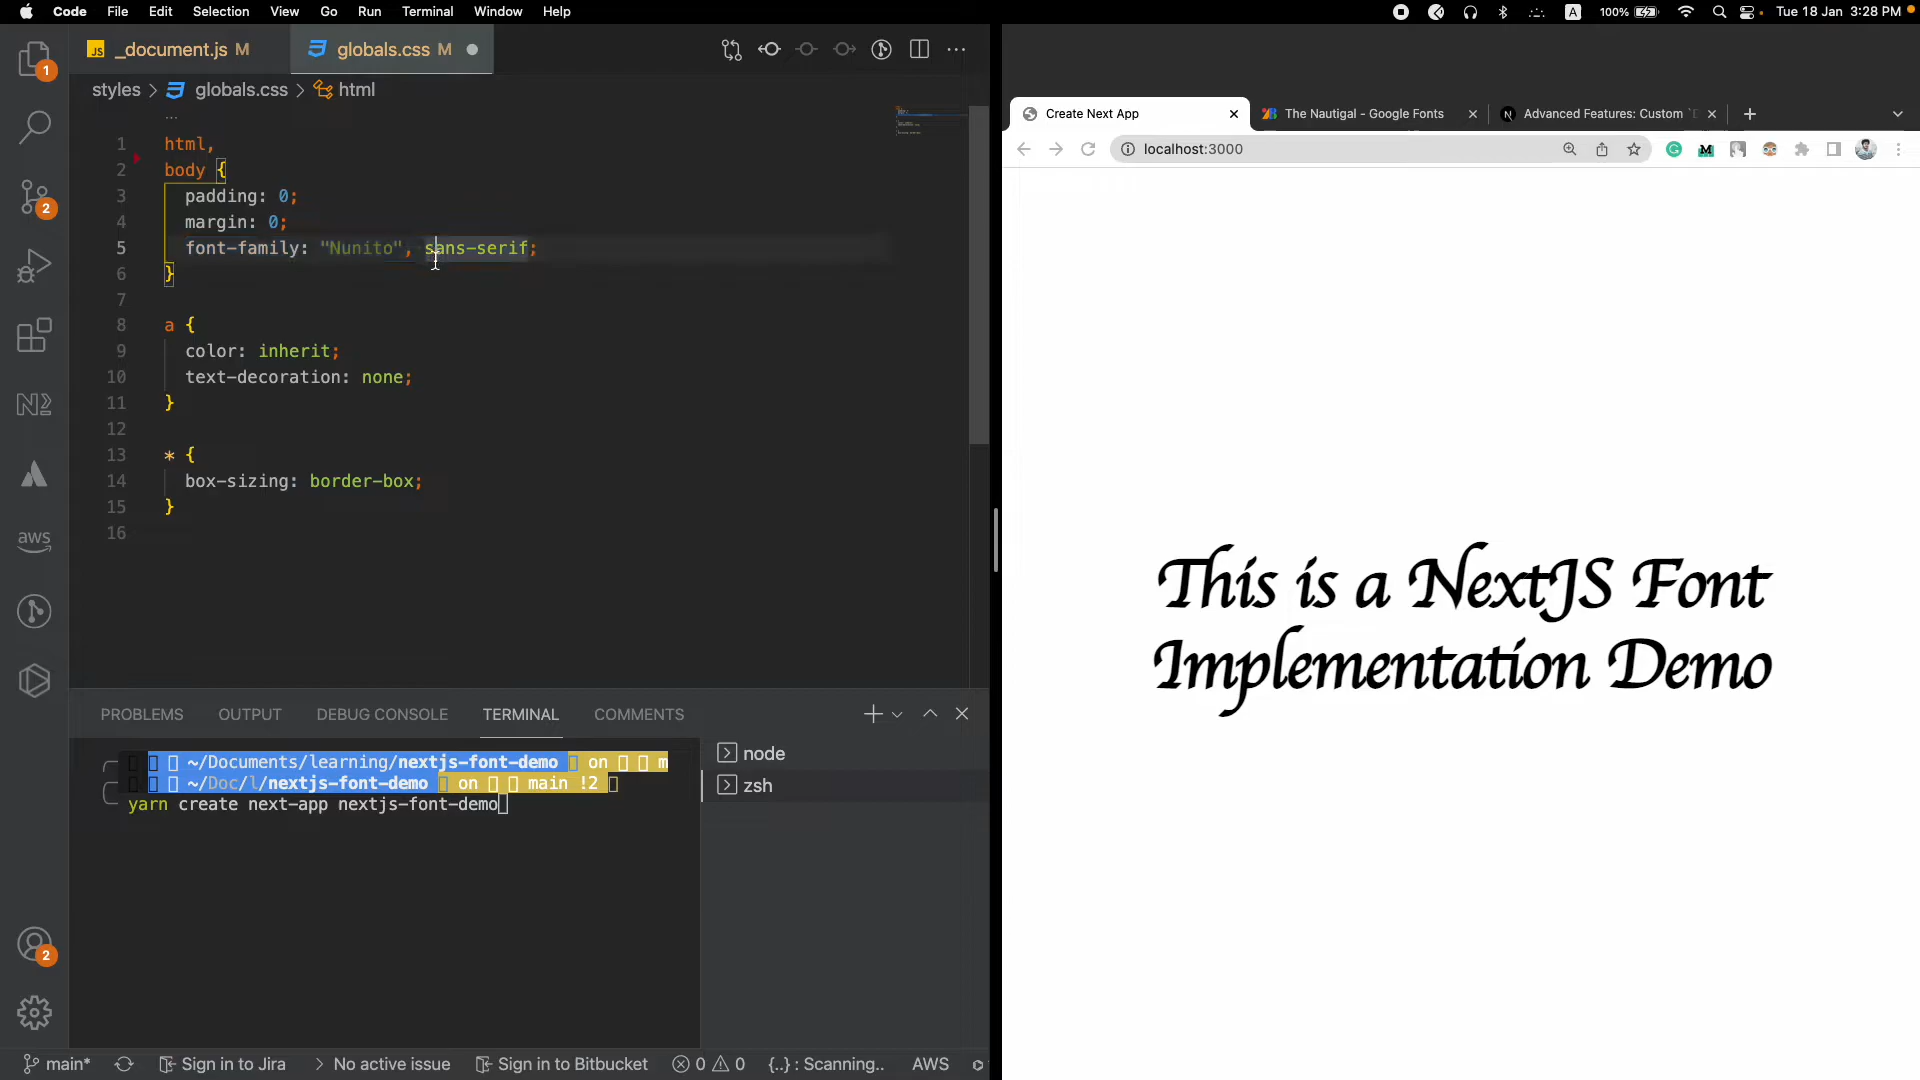 Code File Edit Selection View Go Run Terminal Window Help
A 100% Tue 18 Jan 3:28 PM
JS _document.js M
globals.css M
styles > globals.css > html
1
...
1 html,
2 body {
3 padding: 0;
4 margin: 0;
5 font-family: "Nunito", sans-serif;
6 }
7
8 a {
9 color: inherit;
10 text-decoration: none;
11 }
12
13 * {
14 box-sizing: border-box;
15 }
16
2
aws
2
PROBLEMS OUTPUT DEBUG CONSOLE TERMINAL COMMENTS
~/Documents/learning/nextjs-font-demo on m
~/Doc/l/nextjs-font-demo on main !2
yarn create next-app nextjs-font-demo
node
zsh
main* Sign in to Jira > No active issue Sign in to Bitbucket 0 0 {..} : Scanning.. AWS
Create Next App
The Nautigal - Google Fonts
Advanced Features: Custom `D
localhost:3000
This is a NextJS Font
Implementation Demo